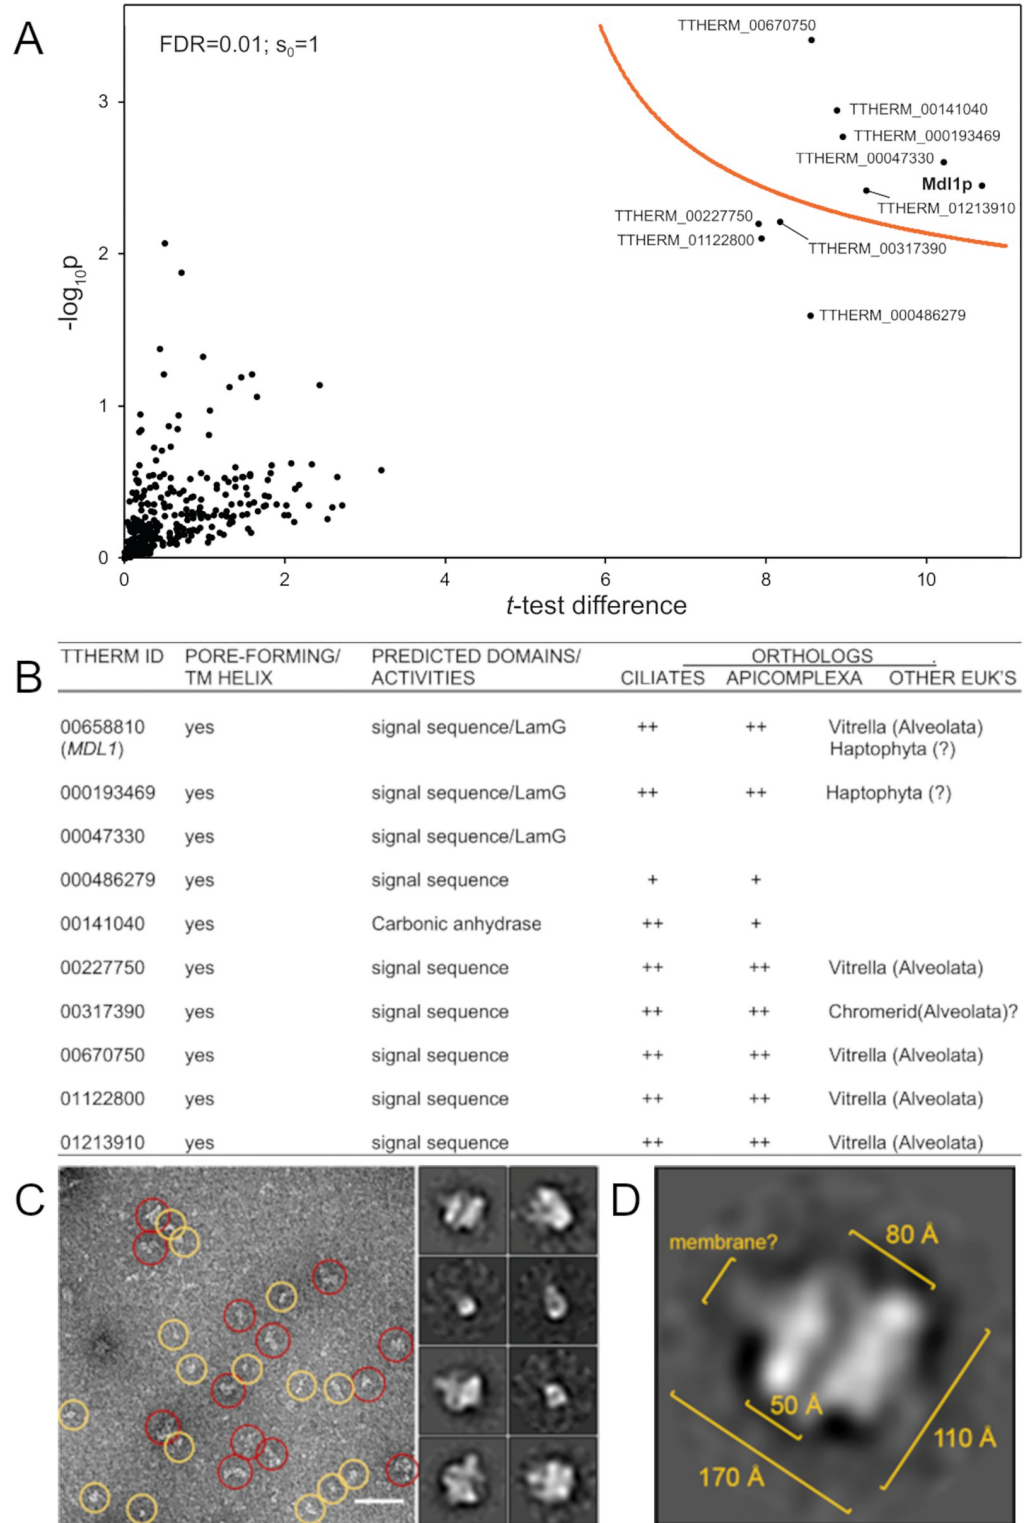 A
FDR=0.01; s0=1
TTHERM_00670750
TTHERM_00141040
TTHERM_000193469
TTHERM_00047330
Mdl1p
TTHERM_01213910
TTHERM_00227750
TTHERM_01122800
TTHERM_00317390
TTHERM_000486279
-log10p
3
2
1
0
0 2 4 6 8 10
t-test difference
B
TTHERM ID PORE-FORMING/ PREDICTED DOMAINS/ ORTHOLOGS .
TM HELIX ACTIVITIES CILIATES APICOMPLEXA OTHER EUK'S
00658810 yes signal sequence/LamG ++ ++ Vitrella (Alveolata)
(MDL1) Haptophyta (?)
000193469 yes signal sequence/LamG ++ ++ Haptophyta (?)
00047330 yes signal sequence/LamG
000486279 yes signal sequence + +
00141040 yes Carbonic anhydrase ++ +
00227750 yes signal sequence ++ ++ Vitrella (Alveolata)
00317390 yes signal sequence ++ ++ Chromerid(Alveolata)?
00670750 yes signal sequence ++ ++ Vitrella (Alveolata)
01122800 yes signal sequence ++ ++ Vitrella (Alveolata)
01213910 yes signal sequence ++ ++ Vitrella (Alveolata)
C
D
membrane?
80 Å
50 Å
110 Å
170 Å